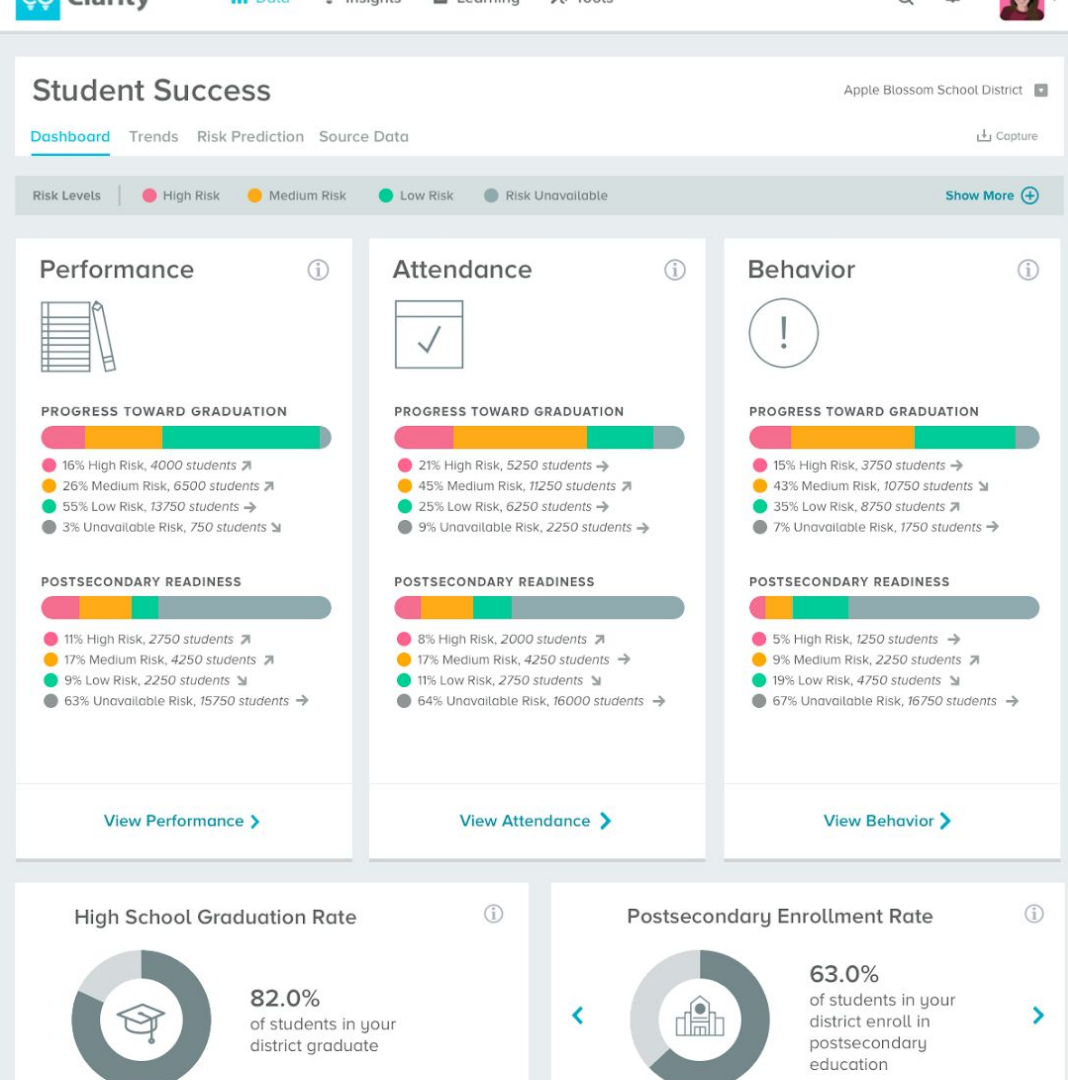 Clarity
Data Insights Learning Tools
Student Success
Apple Blossom School District
Dashboard Trends Risk Prediction Source Data
Capture
Risk Levels High Risk Medium Risk Low Risk Risk Unavailable
Show More
Performance
PROGRESS TOWARD GRADUATION
16% High Risk, 4000 students
26% Medium Risk, 6500 students
55% Low Risk, 13750 students
3% Unavailable Risk, 750 students
POSTSECONDARY READINESS
11% High Risk, 2750 students
17% Medium Risk, 4250 students
9% Low Risk, 2250 students
63% Unavailable Risk, 15750 students
View Performance
Attendance
PROGRESS TOWARD GRADUATION
21% High Risk, 5250 students
45% Medium Risk, 11250 students
25% Low Risk, 6250 students
9% Unavailable Risk, 2250 students
POSTSECONDARY READINESS
8% High Risk, 2000 students
17% Medium Risk, 4250 students
11% Low Risk, 2750 students
64% Unavailable Risk, 16000 students
View Attendance
Behavior
PROGRESS TOWARD GRADUATION
15% High Risk, 3750 students
43% Medium Risk, 10750 students
35% Low Risk, 8750 students
7% Unavailable Risk, 1750 students
POSTSECONDARY READINESS
5% High Risk, 1250 students
9% Medium Risk, 2250 students
19% Low Risk, 4750 students
67% Unavailable Risk, 16750 students
View Behavior
High School Graduation Rate
82.0%
of students in your
district graduate
Postsecondary Enrollment Rate
63.0%
of students in your
district enroll in
postsecondary
education